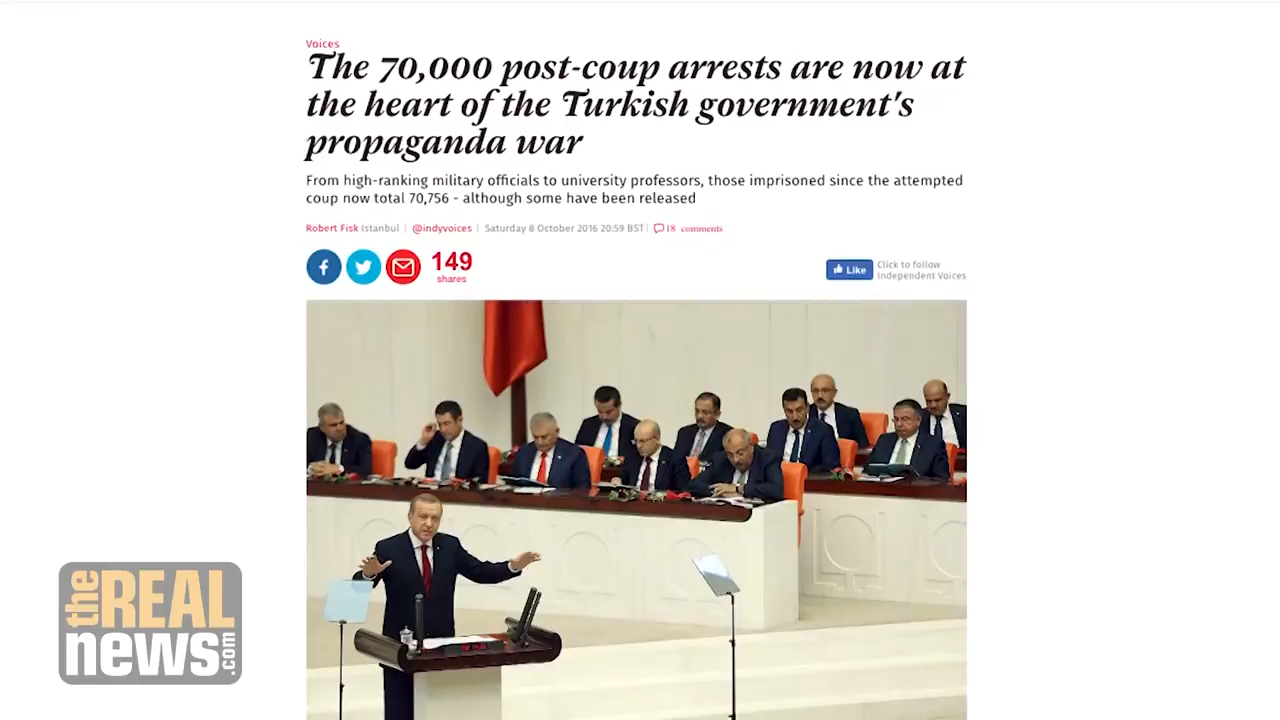 Voices
The 70,000 post-coup arrests are now at
the heart of the Turkish government's
propaganda war
From high-ranking military officials to university professors, those imprisoned since the attempted
coup now total 70,756 - although some have been released
Robert Fisk Istanbul | @indyvoices | Saturday 8 October 2016 20:59 BST | 18 comments
149
shares
Like
Click to follow
Independent Voices
the REAL
news.com